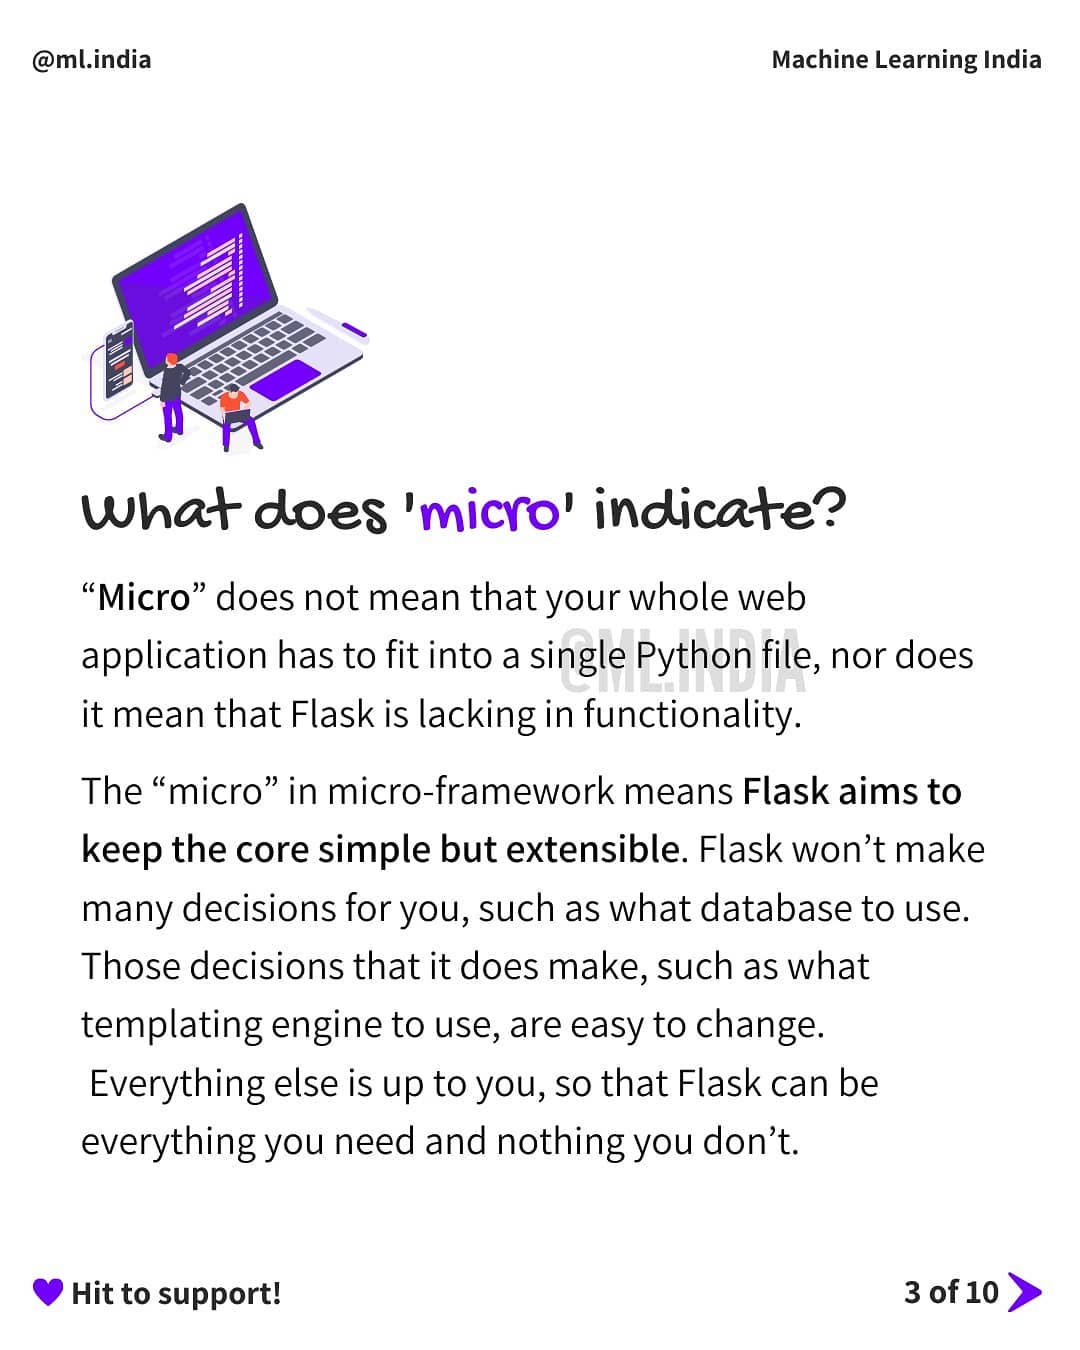 @ml.india
Machine Learning India
What does 'micro' indicate?
“Micro” does not mean that your whole web
application has to fit into a single Python file, nor does
it mean that Flask is lacking in functionality.
@ML.INDIA
The “micro” in micro-framework means Flask aims to
keep the core simple but extensible. Flask won’t make
many decisions for you, such as what database to use.
Those decisions that it does make, such as what
templating engine to use, are easy to change.
Everything else is up to you, so that Flask can be
everything you need and nothing you don’t.
Hit to support!
3 of 10